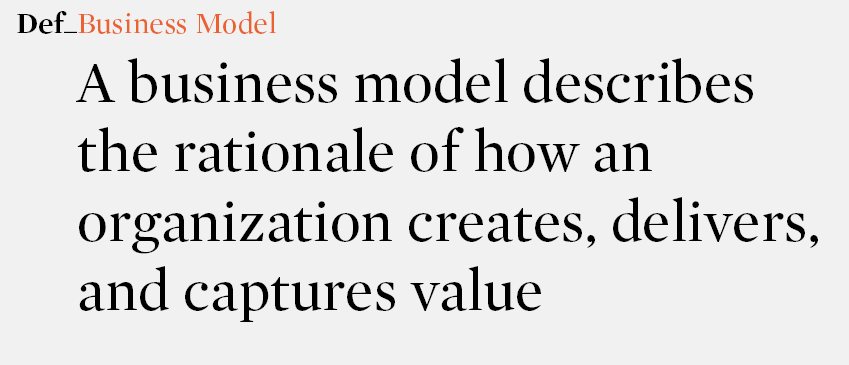 Def_Business Model
A business model describes
the rationale of how an
organization creates, delivers,
and captures value